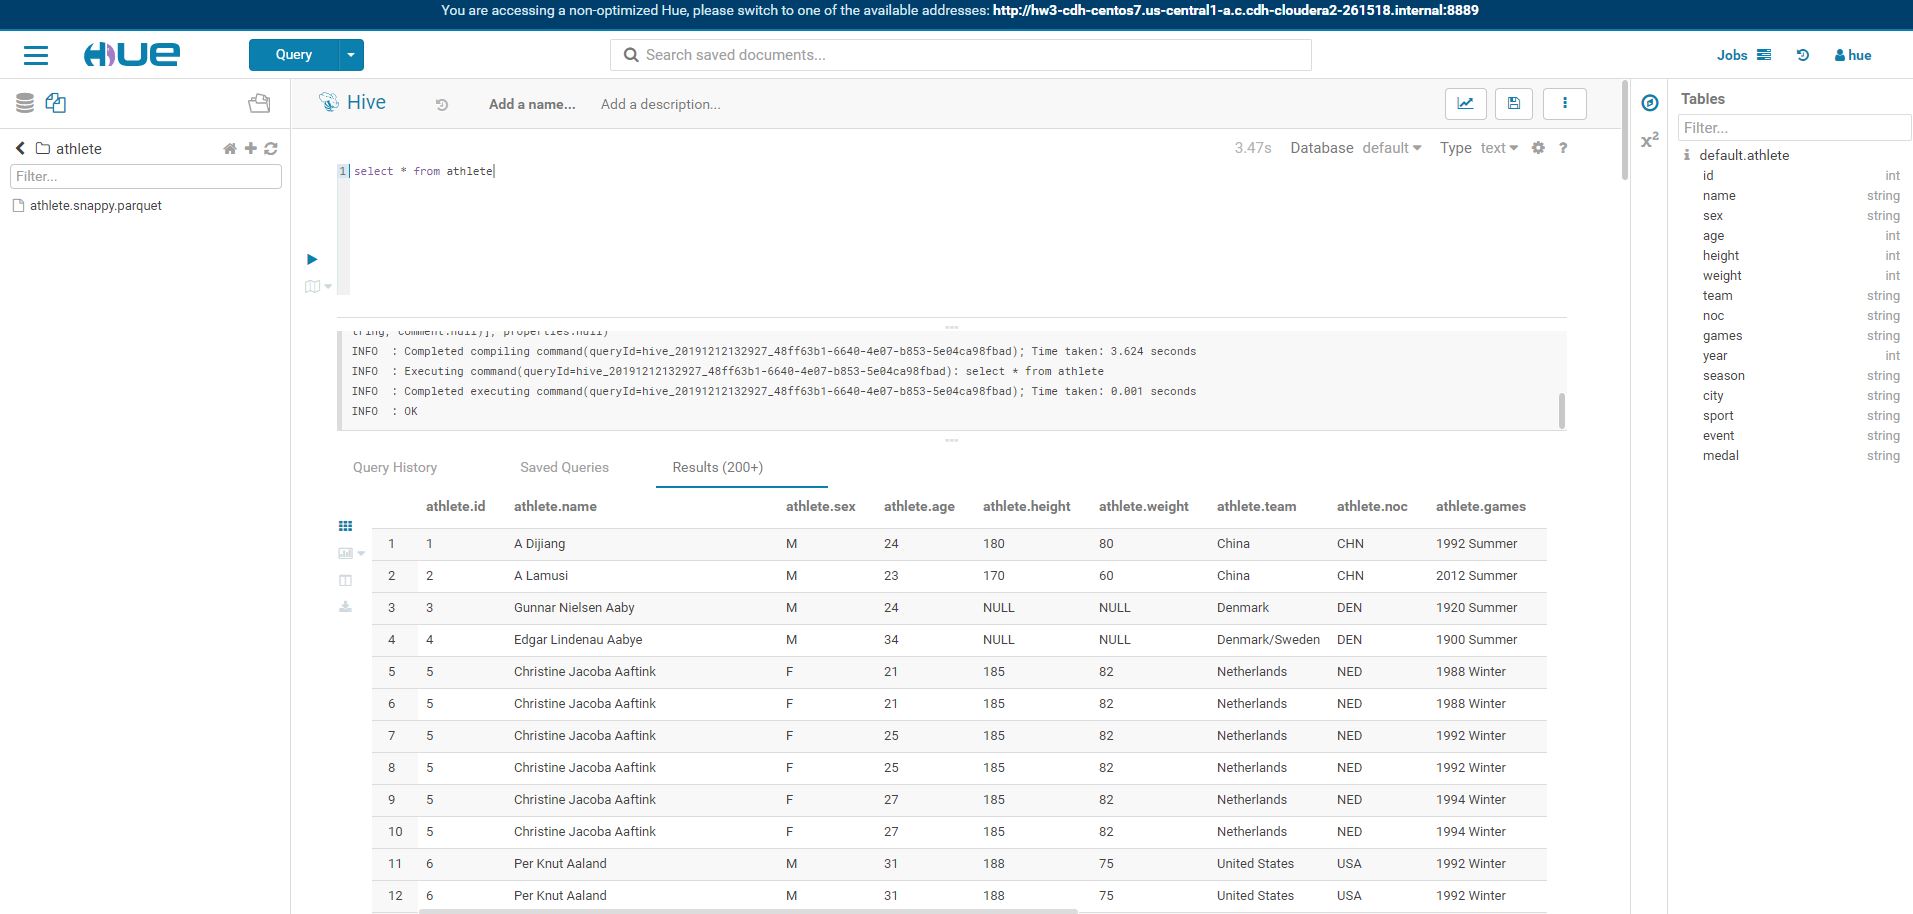 You are accessing a non-optimized Hue, please switch to one of the available addresses: http://hw3-cdh-centos7.us-central1-a.c.cdh-cloudera2-261518.internal:8889
HUE Query Search saved documents... Jobs hue
Hive Add a name... Add a description...
athlete
Filter...
athlete.snappy.parquet
3.47s Database default Type text ?
1 select * from athlete
tring, comment:null)], properties:null)
INFO : Completed compiling command(queryId=hive_20191212132927_48ff63b1-6640-4e07-b853-5e04ca98fbad); Time taken: 3.624 seconds
INFO : Executing command(queryId=hive_20191212132927_48ff63b1-6640-4e07-b853-5e04ca98fbad): select * from athlete
INFO : Completed executing command(queryId=hive_20191212132927_48ff63b1-6640-4e07-b853-5e04ca98fbad); Time taken: 0.001 seconds
INFO : OK
Query History Saved Queries Results (200+)
athlete.id athlete.name athlete.sex athlete.age athlete.height athlete.weight athlete.team athlete.noc athlete.games
1 1 A Dijiang M 24 180 80 China CHN 1992 Summer
2 2 A Lamusi M 23 170 60 China CHN 2012 Summer
3 3 Gunnar Nielsen Aaby M 24 NULL NULL Denmark DEN 1920 Summer
4 4 Edgar Lindenau Aabye M 34 NULL NULL Denmark/Sweden DEN 1900 Summer
5 5 Christine Jacoba Aaftink F 21 185 82 Netherlands NED 1988 Winter
6 5 Christine Jacoba Aaftink F 21 185 82 Netherlands NED 1988 Winter
7 5 Christine Jacoba Aaftink F 25 185 82 Netherlands NED 1992 Winter
8 5 Christine Jacoba Aaftink F 25 185 82 Netherlands NED 1992 Winter
9 5 Christine Jacoba Aaftink F 27 185 82 Netherlands NED 1994 Winter
10 5 Christine Jacoba Aaftink F 27 185 82 Netherlands NED 1994 Winter
11 6 Per Knut Aaland M 31 188 75 United States USA 1992 Winter
12 6 Per Knut Aaland M 31 188 75 United States USA 1992 Winter
x²
Tables
Filter...
default.athlete
id int
name string
sex string
age int
height int
weight int
team string
noc string
games string
year int
season string
city string
sport string
event string
medal string